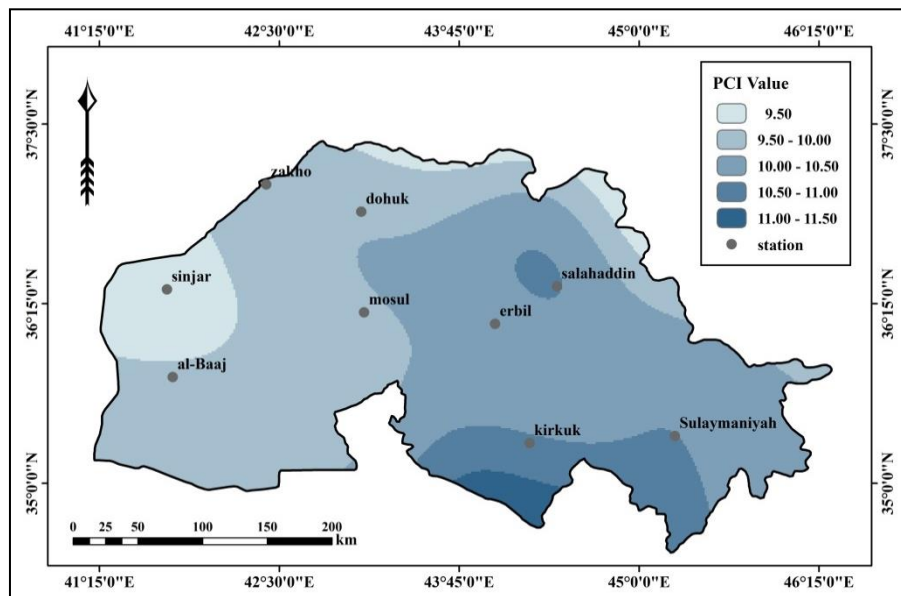 41°15'0"E 42°30'0"E 43°45'0"E 45°0'0"E 46°15'0"E
37°30'0"N
36°15'0"N
35°0'0"N
PCI Value
9.50
9.50 - 10.00
10.00 - 10.50
10.50 - 11.00
11.00 - 11.50
station
37°30'0"N
36°15'0"N
35°0'0"N
zakho
dohuk
sinjar
salahaddin
mosul
erbil
al-Baaj
kirkuk
Sulaymaniyah
0 25 50 100 150 200
km
41°15'0"E 42°30'0"E 43°45'0"E 45°0'0"E 46°15'0"E